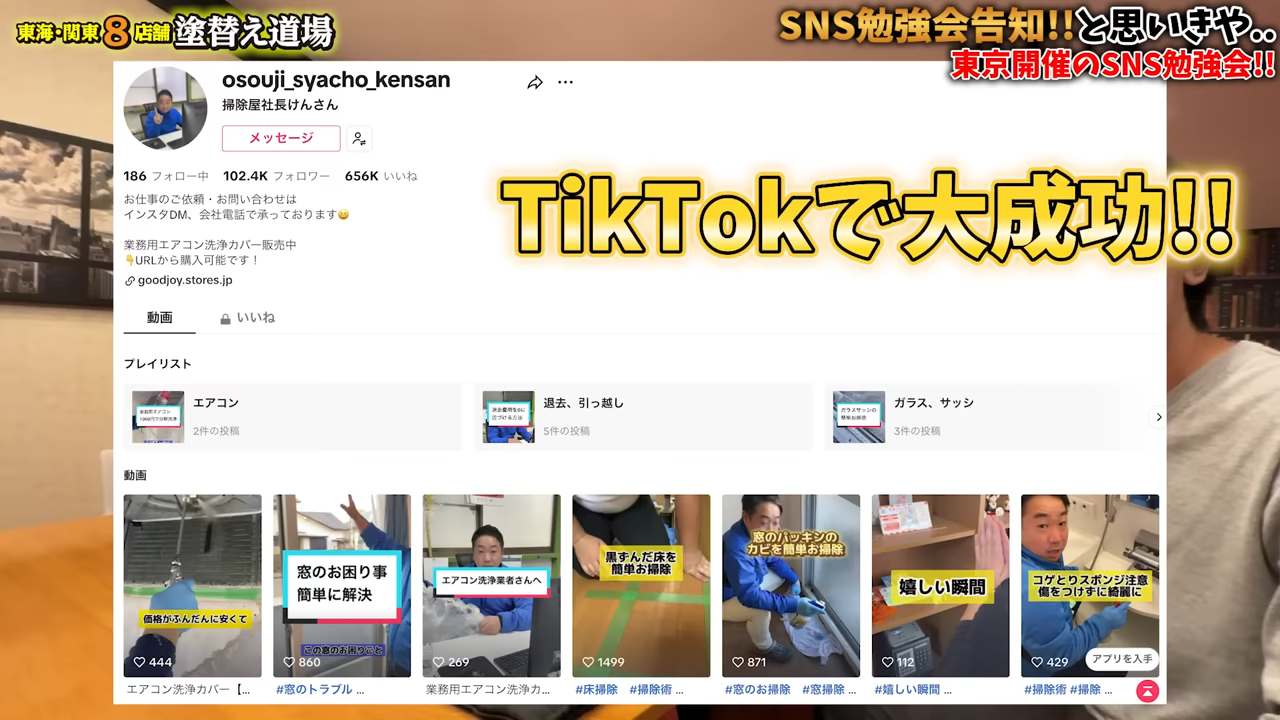 東海・関東8店舗塗替え道場
SNS勉強会告知!!と思いきや..
東京開催のSNS勉強会!!
osouji_syacho_kensan
掃除屋社長けんさん
メッセージ
186 フォロー中 102.4K フォロワー 656K いいね
お仕事のご依頼・お問い合わせは
インスタDM、会社電話で承っております😀
業務用エアコン洗浄カバー販売中
👇URLから購入可能です！
goodjoy.stores.jp
TikTokで大成功!!
動画 いいね
プレイリスト
エアコン
2件の投稿
退去、引っ越し
5件の投稿
ガラス、サッシ
3件の投稿
動画
価格がふんだんに安くて
444
エアコン洗浄カバー【...
窓のお困り事
簡単に解決
この窓のお困りごと
860
#窓のトラブル ...
エアコン洗浄業者さんへ
269
業務用エアコン洗浄カ...
黒ずんだ床を
簡単お掃除
1499
#床掃除 #掃除術 ...
窓のパッキンの
カビを簡単お掃除
871
#窓のお掃除 #窓掃除 ...
嬉しい瞬間
112
#嬉しい瞬間 ...
コゲとりスポンジ注意
傷をつけずに綺麗に
429
アプリを入手
#掃除術 #掃除 ...